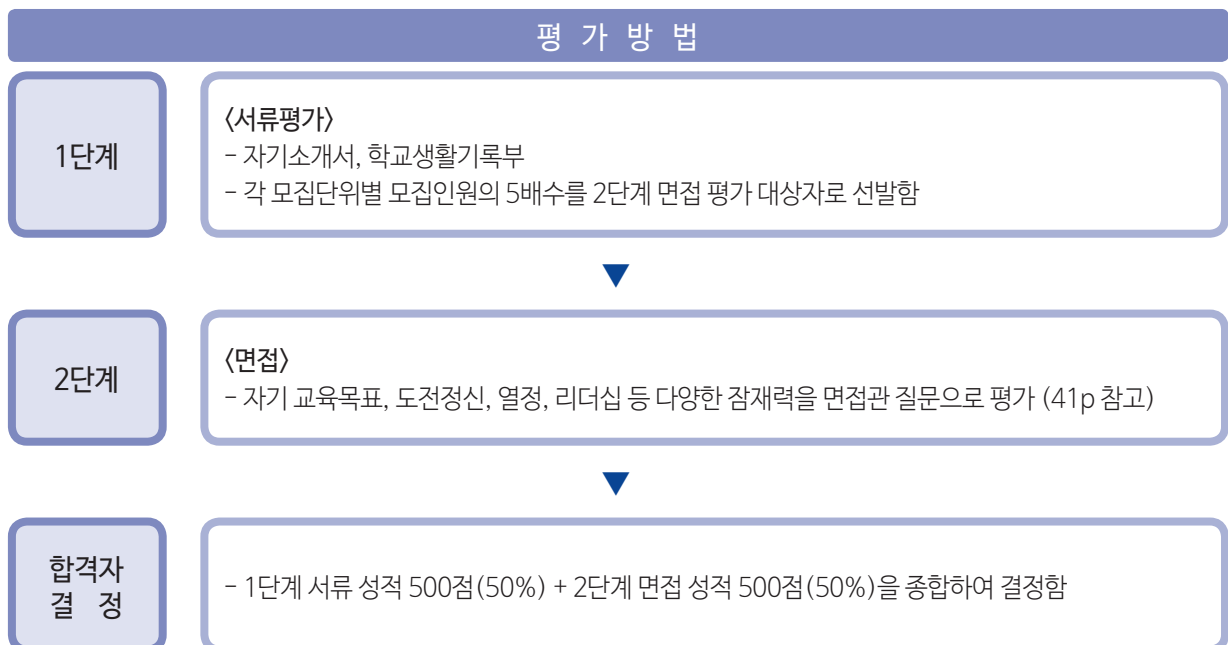 평 가 방 법
1단계
〈서류평가〉
- 자기소개서, 학교생활기록부
- 각 모집단위별 모집인원의 5배수를 2단계 면접 평가 대상자로 선발함
2단계
〈면접〉
- 자기 교육목표, 도전정신, 열정, 리더십 등 다양한 잠재력을 면접관 질문으로 평가 (41p 참고)
합격자
결 정
- 1단계 서류 성적 500점(50%) + 2단계 면접 성적 500점(50%)을 종합하여 결정함